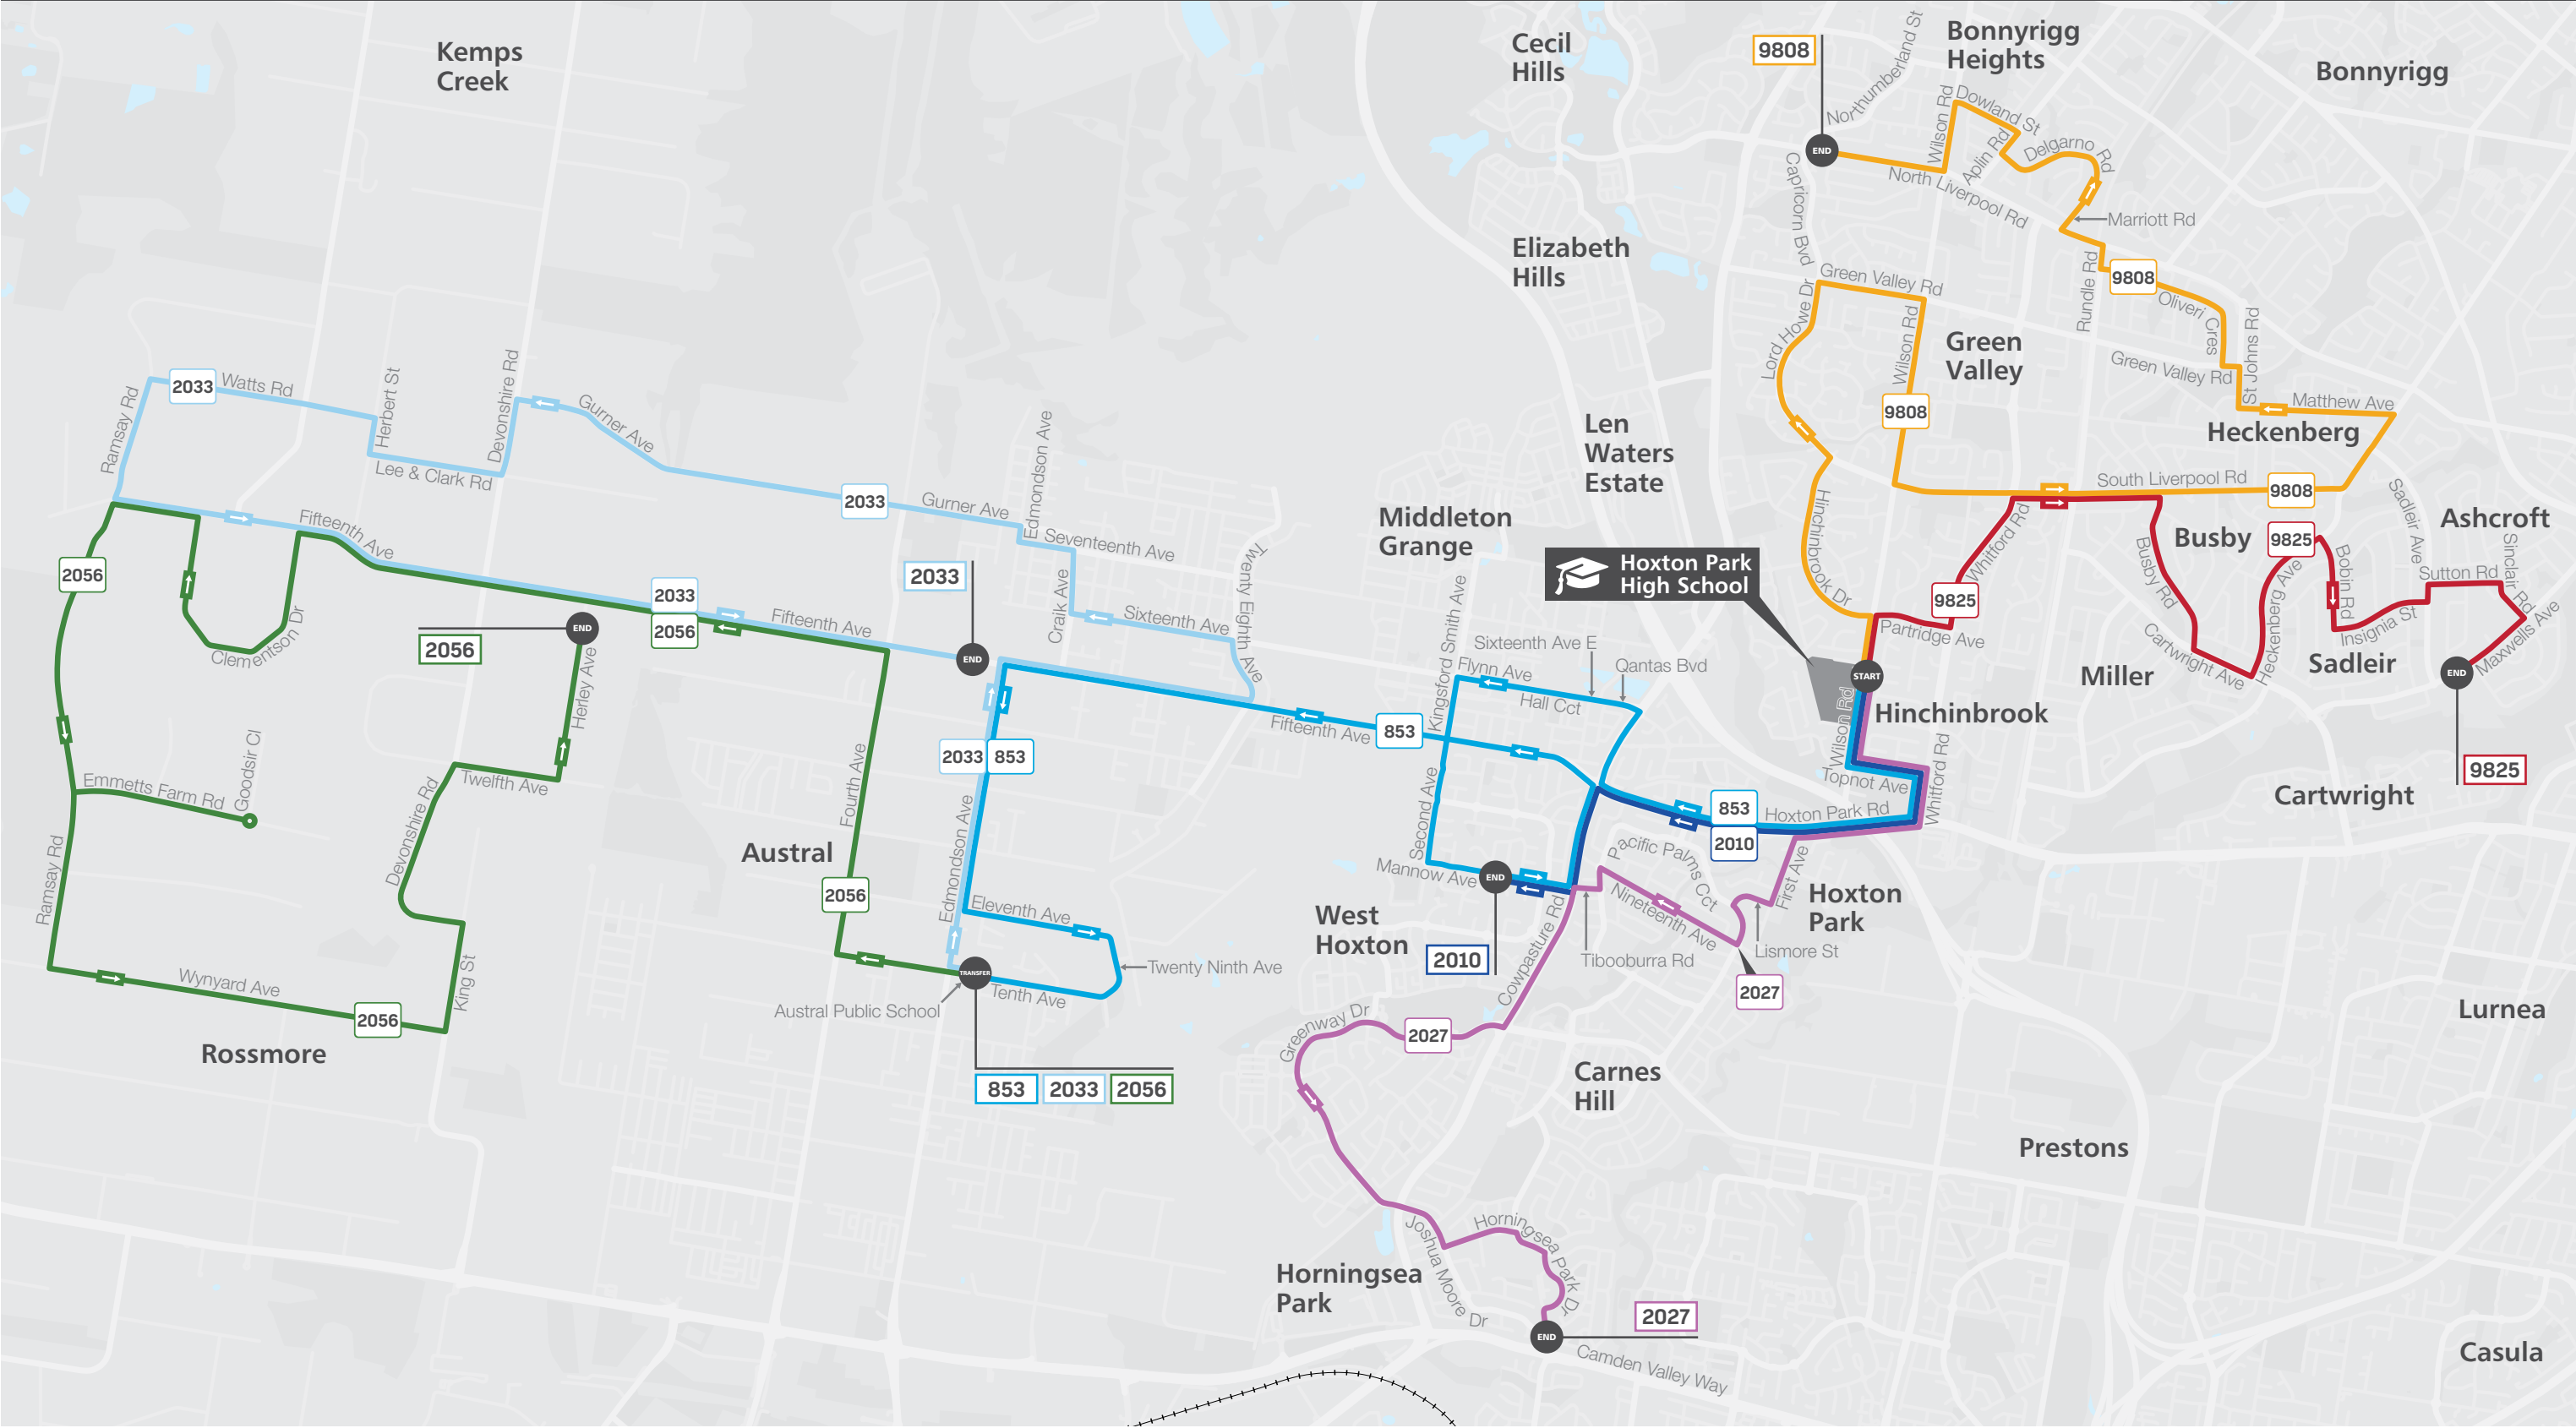 Kemps
Creek
Cecil
Hills
9808
Northumberland St
Bonnyrigg
Heights
Bonnyrigg
END
Wilson Rd
Dowland St
Aplin Rd
Delgarno Rd
North Liverpool Rd
Capricorn Bvd
Marriott Rd
Elizabeth
Hills
Green Valley Rd
Rundle Rd
9808
Oliveri Cres
St Johns Rd
Lord Howe Dr
Wilson Rd
Green
Valley
Green Valley Rd
Matthew Ave
Heckenberg
9808
Ramsay Rd
2033
Watts Rd
Herbert St
Lee & Clark Rd
Devonshire Rd
Gurner Ave
2033
Gurner Ave
Edmondson Ave
Seventeenth Ave
Twenty Eighth Ave
Craik Ave
Sixteenth Ave
Len
Waters
Estate
Middleton
Grange
Hinchinbrook Dr
South Liverpool Rd
9808
Sadleir Ave
Ashcroft
Whitford Rd
Busby
9825
Busby Rd
Bobin Rd
Sinclair Rd
Sutton Rd
Maxwells Ave
Insignia St
Heckenberg Ave
Cartwright Ave
Sadleir
Miller
END
9825
Cartwright
9825
Partridge Ave
Hoxton Park
High School
START
Hinchinbrook
Wilson Rd
Topnot Ave
Whitford Rd
Fifteenth Ave
2056
Clementson Dr
2033
2056
Fifteenth Ave
2033
END
END
2056
Herley Ave
Kingsford Smith Ave
Sixteenth Ave E
Qantas Bvd
Flynn Ave
Hall Cct
Fifteenth Ave
853
2033
853
853
2010
Hoxton Park Rd
Second Ave
Mannow Ave
END
2010
West
Hoxton
Pacific Palms Cct
First Ave
Hoxton
Park
Nineteenth Ave
Lismore St
Tibooburra Rd
Cowpasture Rd
2027
Emmetts Farm Rd
Goodsir Cl
Twelfth Ave
Devonshire Rd
Fourth Ave
Austral
2056
Edmondson Ave
Eleventh Ave
Twenty Ninth Ave
TRANSFER
Tenth Ave
Austral Public School
853
2033
2056
Ramsay Rd
Wynyard Ave
King St
2056
Rossmore
Greenway Dr
2027
Carnes
Hill
Lurnea
Prestons
Joshua Moore Dr
Horningsea Park Dr
Horningsea
Park
2027
END
Camden Valley Way
Casula